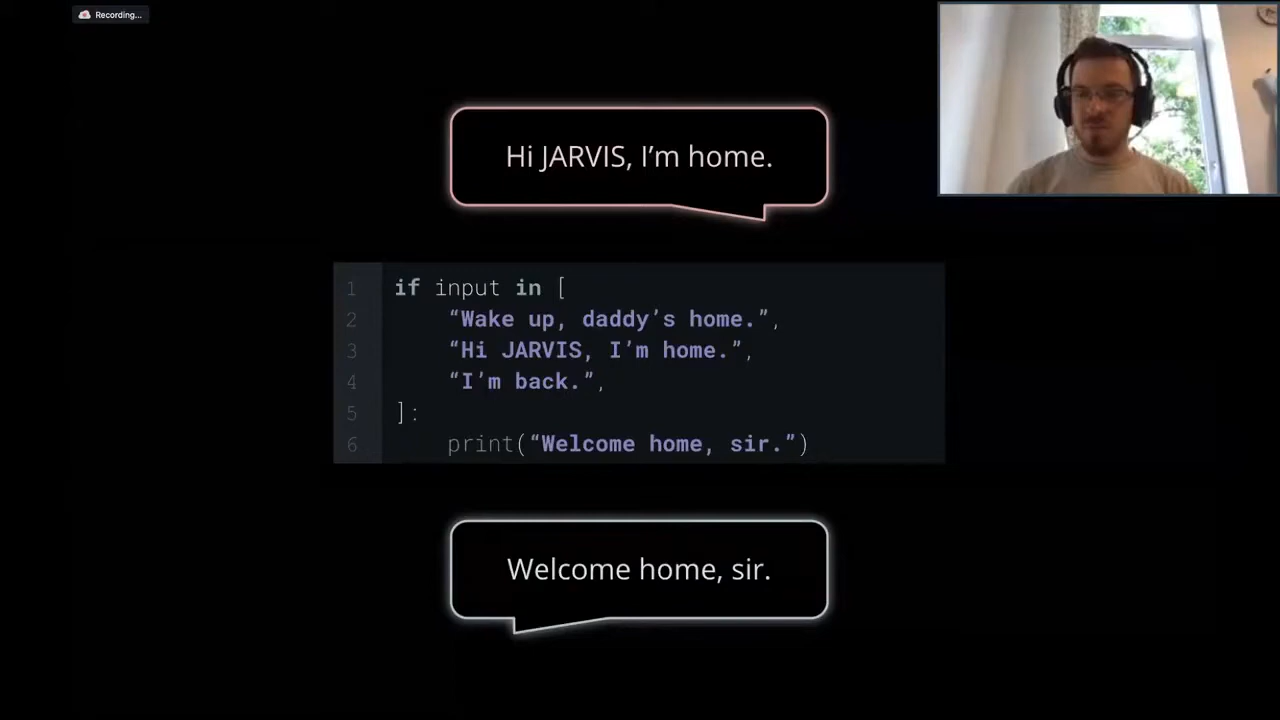 Recording...
Hi JARVIS, I’m home.
1 if input in [
2 “Wake up, daddy’s home.”,
3 “Hi JARVIS, I’m home.”,
4 “I’m back.”,
5 ]:
6 print(“Welcome home, sir.”)
Welcome home, sir.